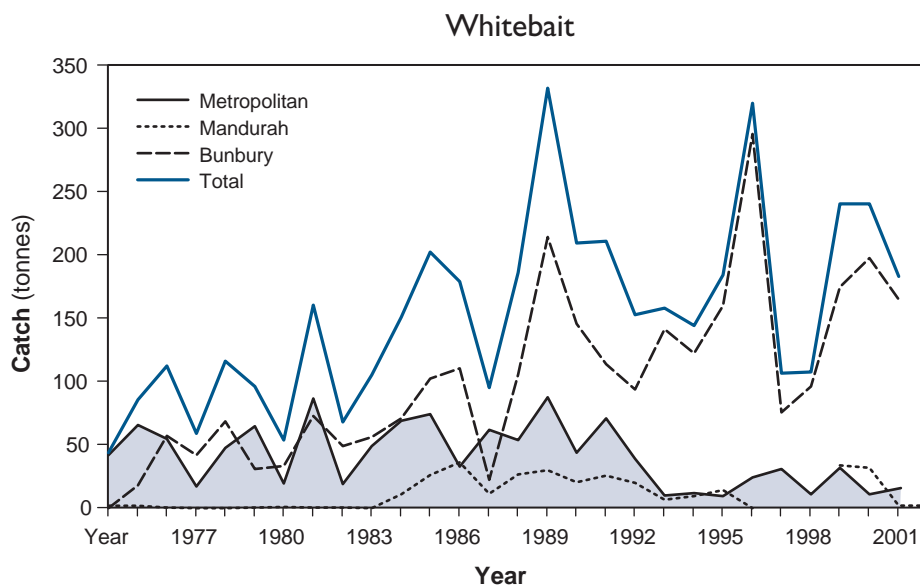 Whitebait
350
300
250
200
150
100
50
0
Catch (tonnes)
Metropolitan
Mandurah
Bunbury
Total
Year 1977 1980 1983 1986 1989 1992 1995 1998 2001
Year